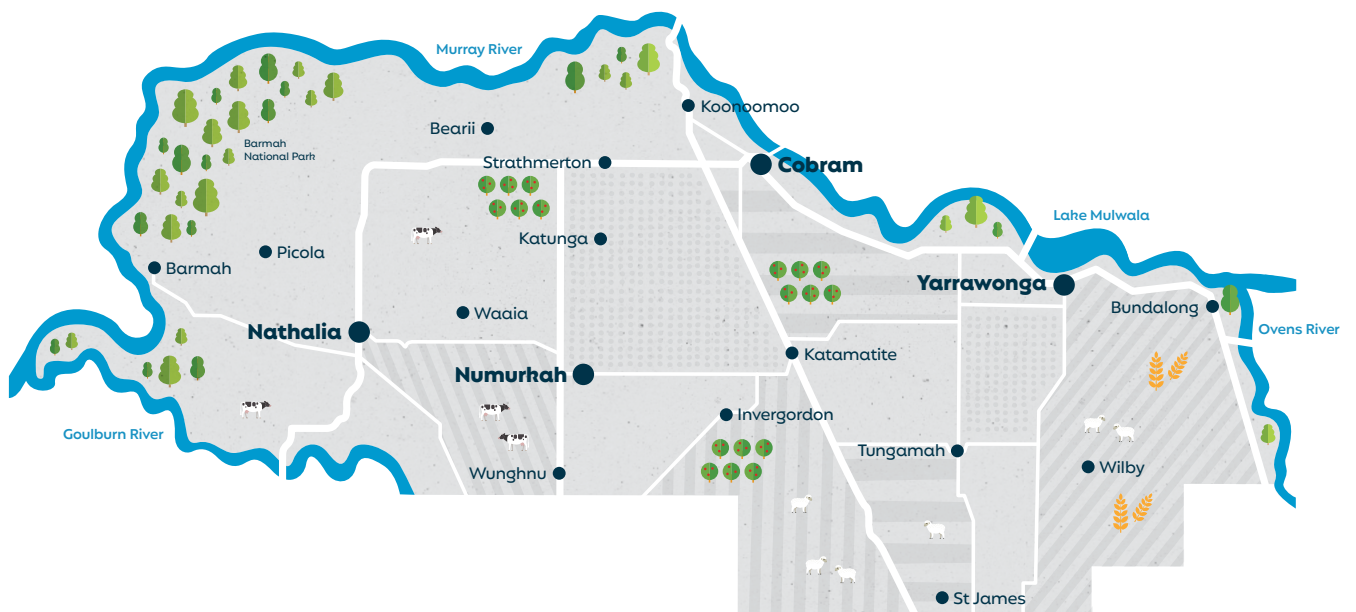 Murray River
Koonoomoo
Bearii
Barmah
National Park
Strathmerton
Cobram
Lake Mulwala
Katunga
Picola
Barmah
Yarrawonga
Bundalong
Waaia
Nathalia
Ovens River
Katamatite
Numurkah
Invergordon
Goulburn River
Tungamah
Wilby
Wunghnu
St James